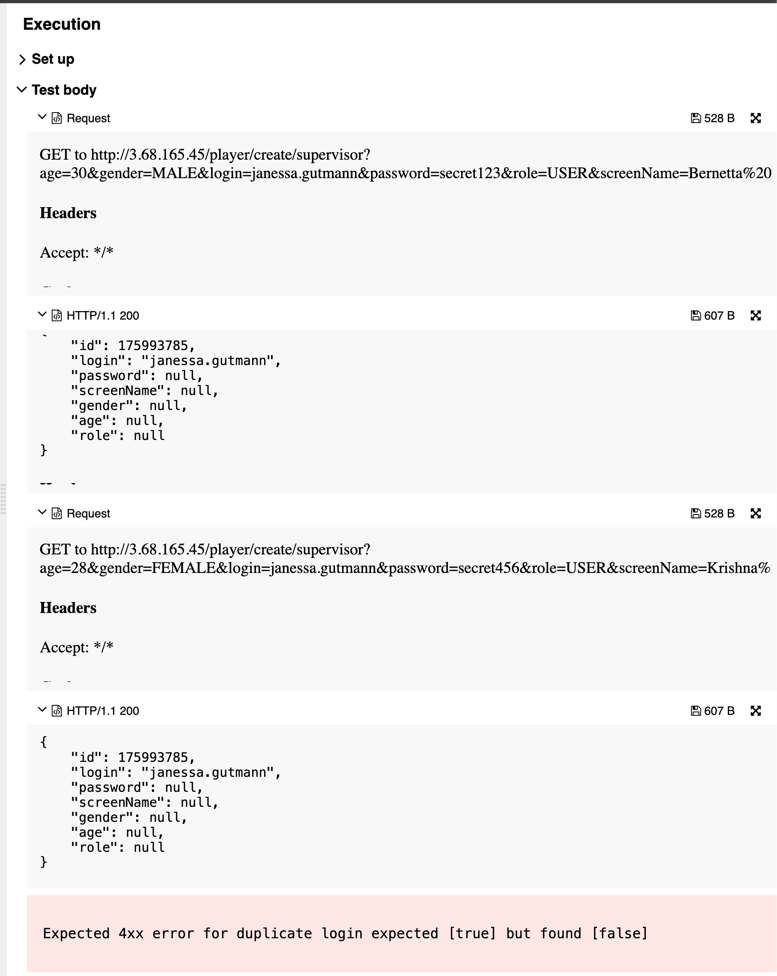 Execution
Set up
Test body
Request 528 B
GET to http://3.68.165.45/player/create/supervisor?
age=30&gender=MALE&login=janessa.gutmann&password=secret123&role=USER&screenName=Bernetta%20
Headers
Accept: */*
HTTP/1.1 200 607 B
"id": 175993785,
"login": "janessa.gutmann",
"password": null,
"screenName": null,
"gender": null,
"age": null,
"role": null
}
Request 528 B
GET to http://3.68.165.45/player/create/supervisor?
age=28&gender=FEMALE&login=janessa.gutmann&password=secret456&role=USER&screenName=Krishna%
Headers
Accept: */*
HTTP/1.1 200 607 B
{
"id": 175993785,
"login": "janessa.gutmann",
"password": null,
"screenName": null,
"gender": null,
"age": null,
"role": null
}
Expected 4xx error for duplicate login expected [true] but found [false]